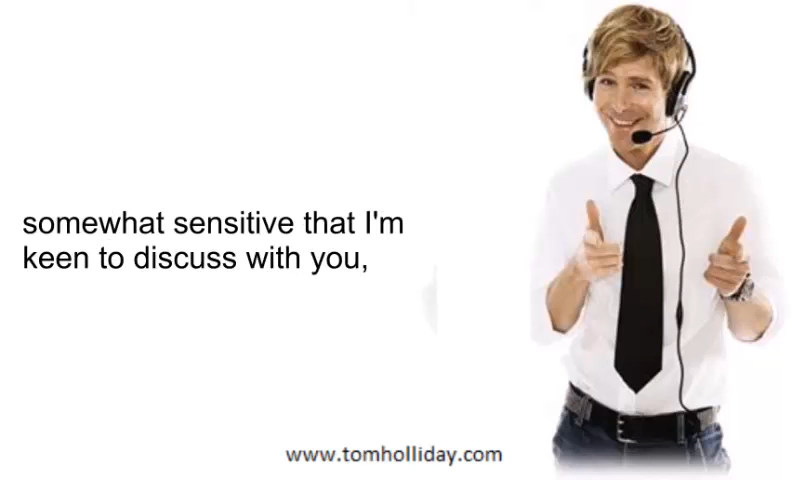 somewhat sensitive that I'm
keen to discuss with you,
www.tomholliday.com